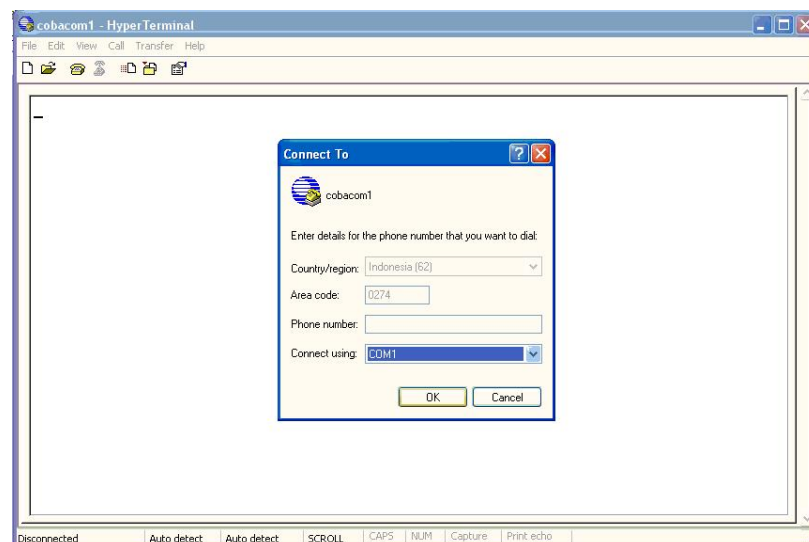 cobacom1 - HyperTerminal
File Edit View Call Transfer Help
Connect To
cobacom1
Enter details for the phone number that you want to dial:
Country/region: Indonesia (62)
Area code: 0274
Phone number:
Connect using: COM1
OK Cancel
Disconnected Auto detect Auto detect SCROLL CAPS NUM Capture Print echo